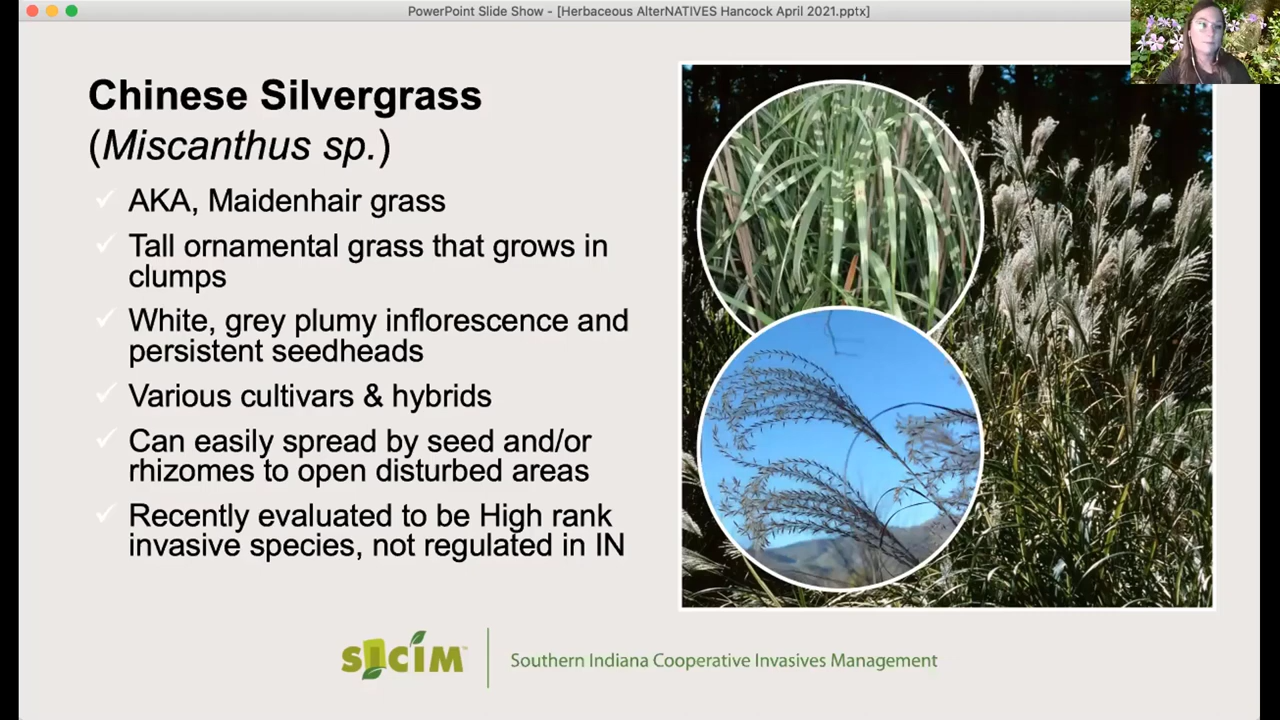 PowerPoint Slide Show - [Herbaceous AlterNATIVES Hancock April 2021.pptx]
Chinese Silvergrass
(Miscanthus sp.)
AKA, Maidenhair grass
Tall ornamental grass that grows in
clumps
White, grey plumy inflorescence and
persistent seedheads
Various cultivars & hybrids
Can easily spread by seed and/or
rhizomes to open disturbed areas
Recently evaluated to be High rank
invasive species, not regulated in IN
SICIM™
Southern Indiana Cooperative Invasives Management